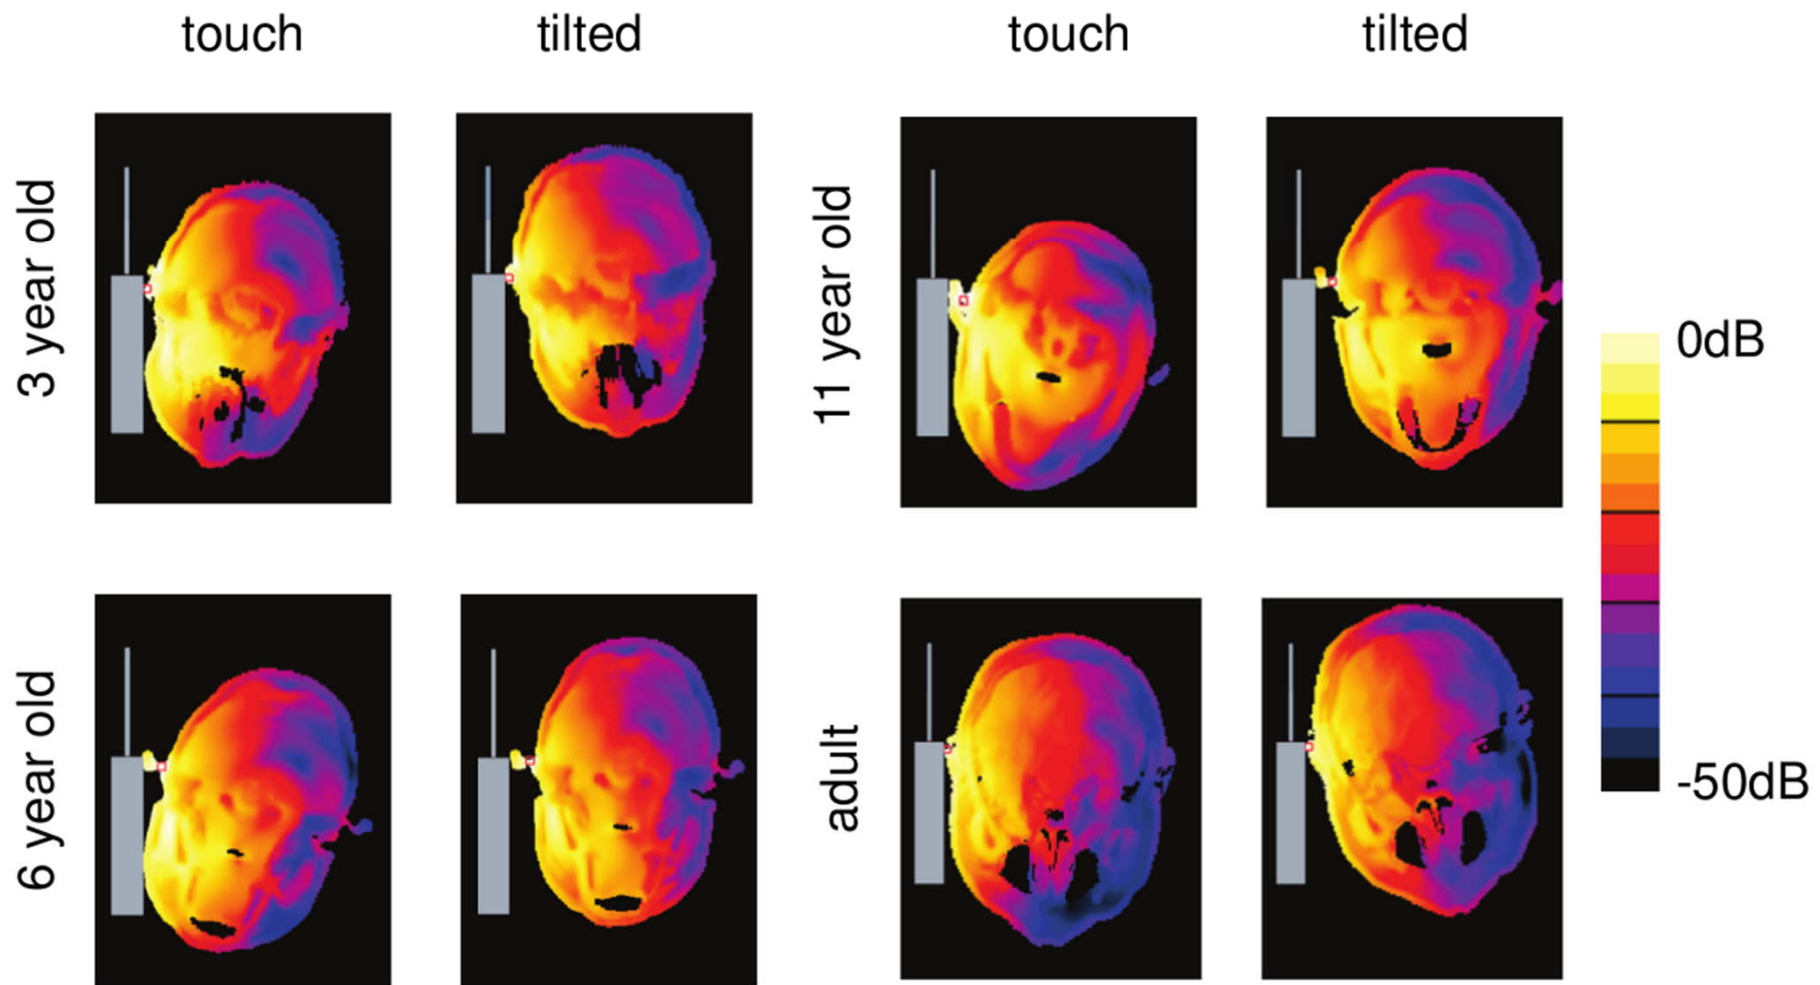 touch
tilted
touch
tilted
3 year old
11 year old
0dB
6 year old
adult
-50dB